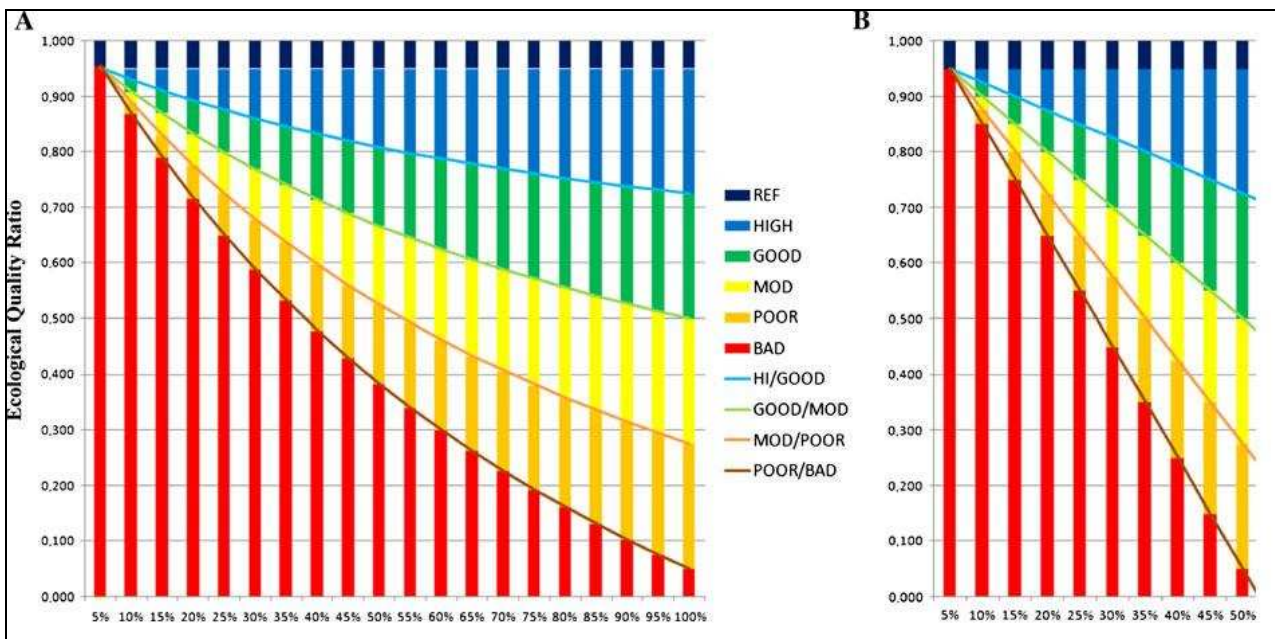 A
Ecological Quality Ratio
1,000
0,900
0,800
0,700
0,600
0,500
0,400
0,300
0,200
0,100
0,000
5% 10% 15% 20% 25% 30% 35% 40% 45% 50% 55% 60% 65% 70% 75% 80% 85% 90% 95% 100%
REF
HIGH
GOOD
MOD
POOR
BAD
HI/GOOD
GOOD/MOD
MOD/POOR
POOR/BAD
B
1,000
0,900
0,800
0,700
0,600
0,500
0,400
0,300
0,200
0,100
0,000
5% 10% 15% 20% 25% 30% 35% 40% 45% 50%